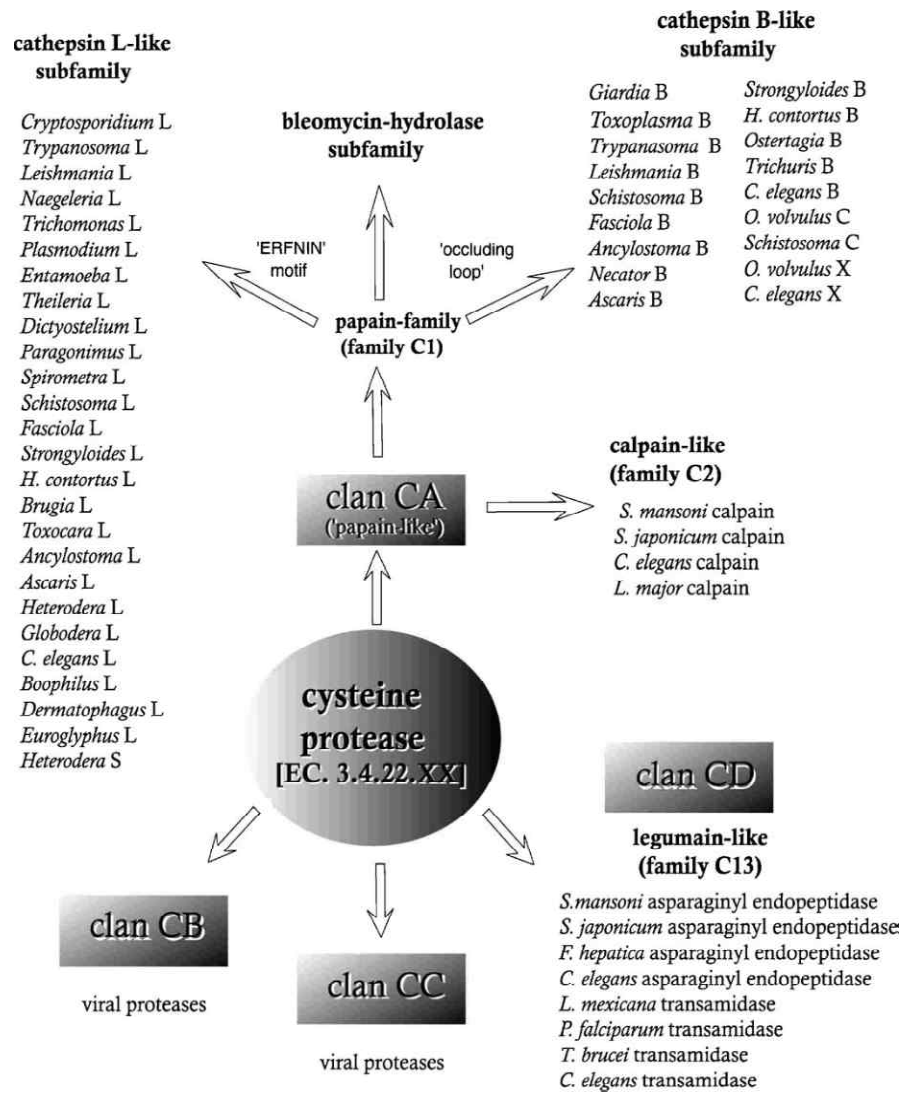 cathepsin L-like
subfamily
Cryptosporidium L
Trypanosoma L
Leishmania L
Naegeleria L
Trichomonas L
Plasmodium L
Entamoeba L
Theileria L
Dictyostelium L
Paragonimus L
Spirometra L
Schistosoma L
Fasciola L
Strongyloides L
H. contortus L
Brugia L
Toxocara L
Ancylostoma L
Ascaris L
Heterodera L
Globodera L
C. elegans L
Boophilus L
Dermatophagus L
Euroglyphus L
Heterodera S
bleomycin-hydrolase
subfamily
'ERFNIN'
motif
'occluding
loop'
papain-family
(family C1)
cathepsin B-like
subfamily
Giardia B
Toxoplasma B
Trypanasoma B
Leishmania B
Schistosoma B
Fasciola B
Ancylostoma B
Necator B
Ascaris B
Strongyloides B
H. contortus B
Ostertagia B
Trichuris B
C. elegans B
O. volvulus C
Schistosoma C
O. volvulus X
C. elegans X
clan CA
('papain-like')
calpain-like
(family C2)
S. mansoni calpain
S. japonicum calpain
C. elegans calpain
L. major calpain
cysteine
protease
[EC. 3.4.22.XX]
clan CB
viral proteases
clan CC
viral proteases
clan CD
legumain-like
(family C13)
S.mansoni asparaginyl endopeptidase
S. japonicum asparaginyl endopeptidase
F. hepatica asparaginyl endopeptidase
C. elegans asparaginyl endopeptidase
L. mexicana transamidase
P. falciparum transamidase
T. brucei transamidase
C. elegans transamidase